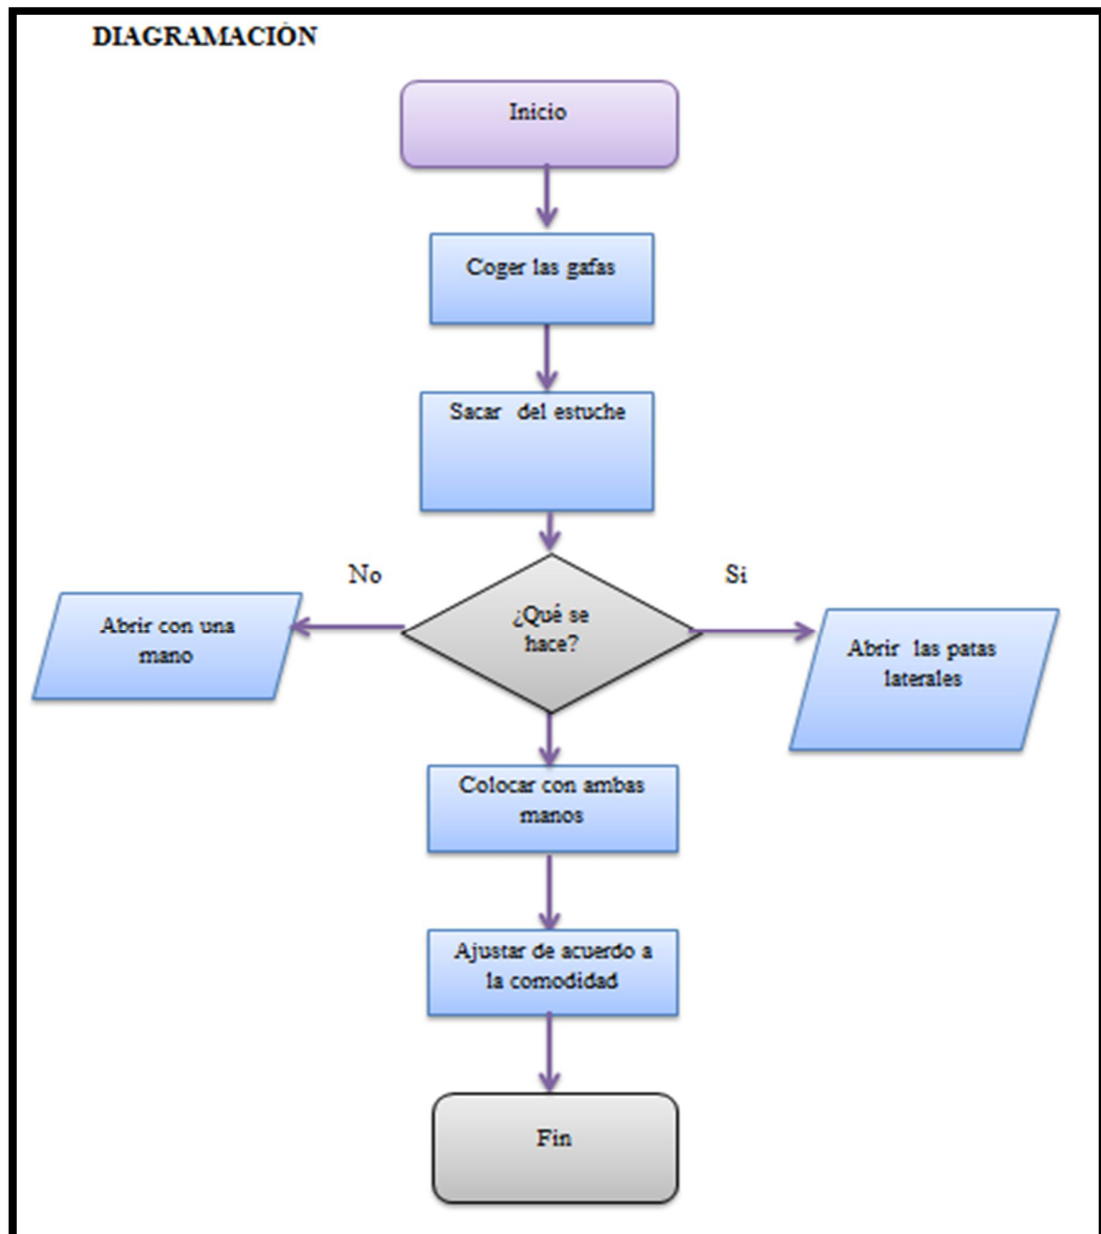 DIAGRAMACIÓN
Inicio
Coger las gafas
Sacar del estuche
No
Si
¿Qué se
hace?
Abrir con una
mano
Abrir las patas
laterales
Colocar con ambas
manos
Ajustar de acuerdo a
la comodidad
Fin